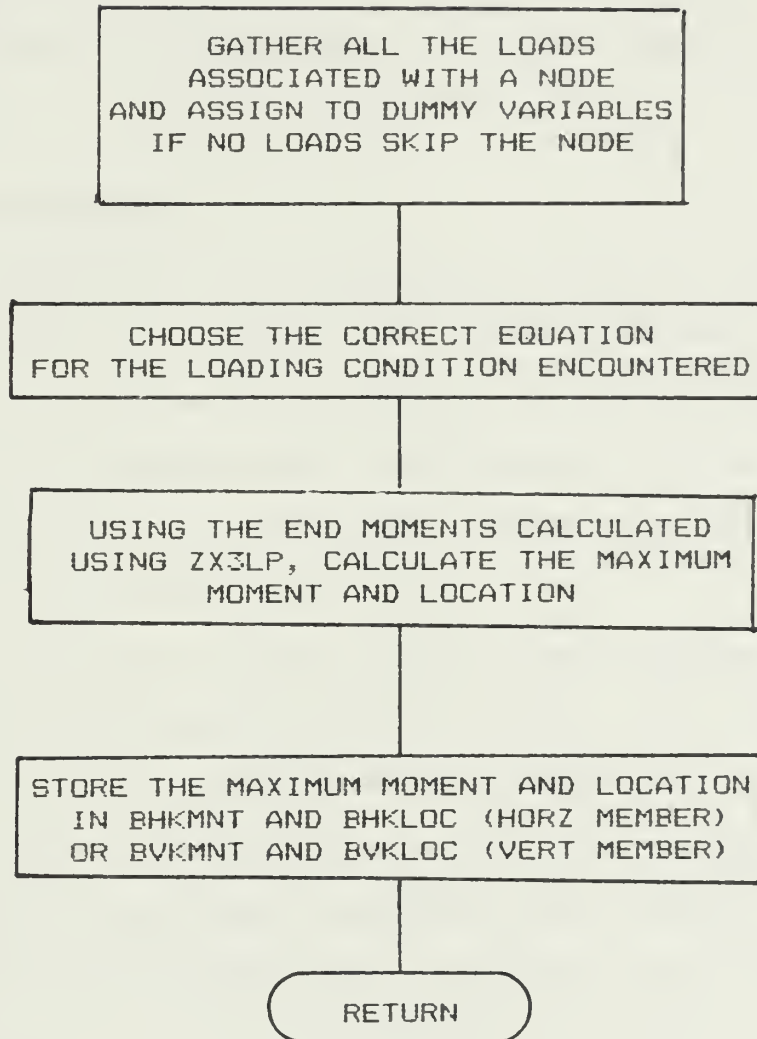 GATHER ALL THE LOADS
ASSOCIATED WITH A NODE
AND ASSIGN TO DUMMY VARIABLES
IF NO LOADS SKIP THE NODE
CHOOSE THE CORRECT EQUATION
FOR THE LOADING CONDITION ENCOUNTERED
USING THE END MOMENTS CALCULATED
USING ZX3LP, CALCULATE THE MAXIMUM
MOMENT AND LOCATION
STORE THE MAXIMUM MOMENT AND LOCATION
IN BHKMNT AND BHKLOC (HORZ MEMBER)
OR BVKMNT AND BVKLOC (VERT MEMBER)
RETURN